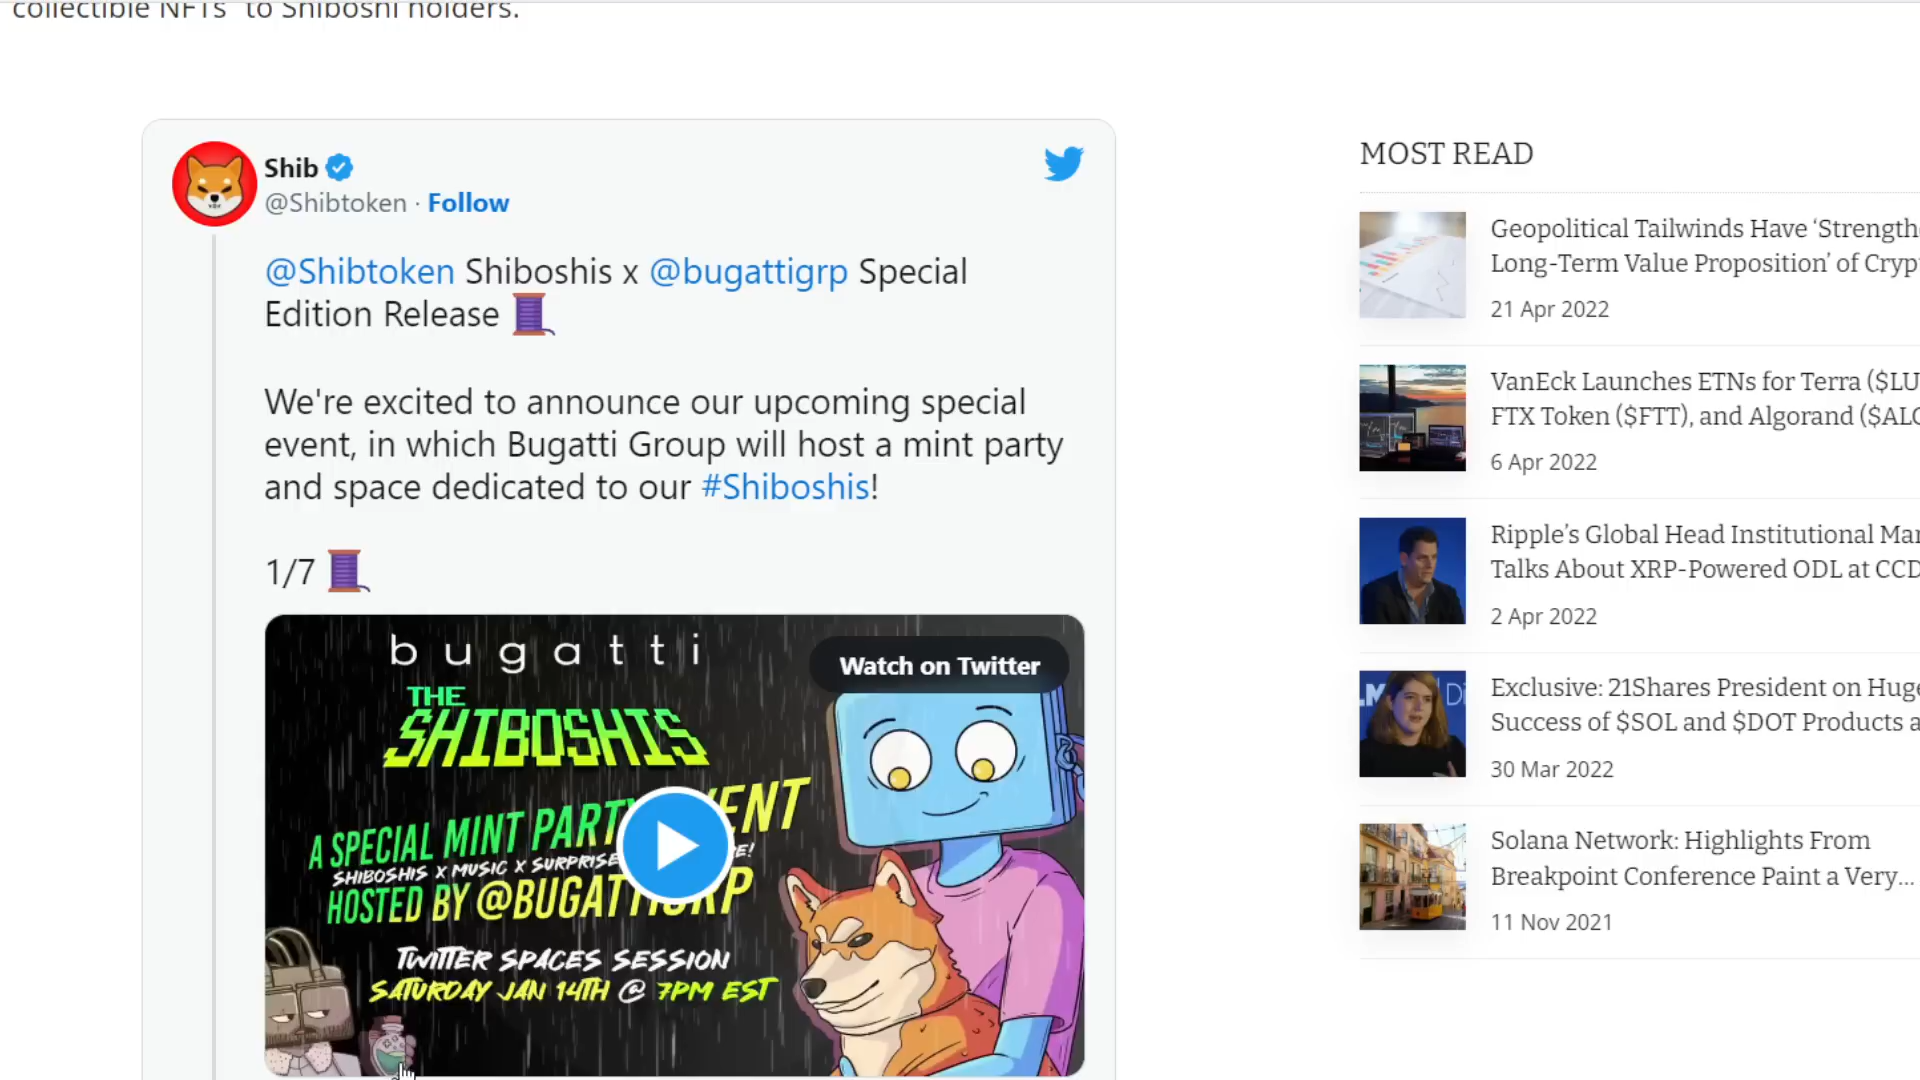 collectible NFTs" to Shiboshi holders.
Shib
@Shibtoken · Follow
@Shibtoken Shiboshis x @bugattigrp Special
Edition Release
We're excited to announce our upcoming special
event, in which Bugatti Group will host a mint party
and space dedicated to our #Shiboshis!
1/7
bugatti
Watch on Twitter
THE
SHIBOSHIS
A SPECIAL MINT PARTY EVENT
SHIBOSHIS X MUSIC X SURPRISE
HOSTED BY @BUGATTIGRP
TWITTER SPACES SESSION
SATURDAY JAN 14TH @ 7PM EST
MOST READ
Geopolitical Tailwinds Have ‘Strengthe
Long-Term Value Proposition’ of Cryp
21 Apr 2022
VanEck Launches ETNs for Terra ($LU
FTX Token ($FTT), and Algorand ($ALG
6 Apr 2022
Ripple’s Global Head Institutional Mar
Talks About XRP-Powered ODL at CCD
2 Apr 2022
Exclusive: 21Shares President on Huge
Success of $SOL and $DOT Products a
30 Mar 2022
Solana Network: Highlights From
Breakpoint Conference Paint a Very...
11 Nov 2021